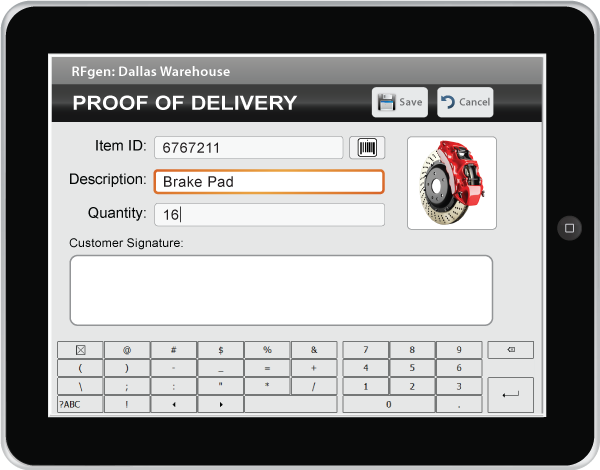 RFgen: Dallas Warehouse
PROOF OF DELIVERY Save Cancel
Item ID: 6767211
Description: Brake Pad
Quantity: 16
Customer Signature:
@ # $ % & 7 8 9
( ) - _ = + 4 5 6
\ ; : " * / 1 2 3
?ABC ! 0 .